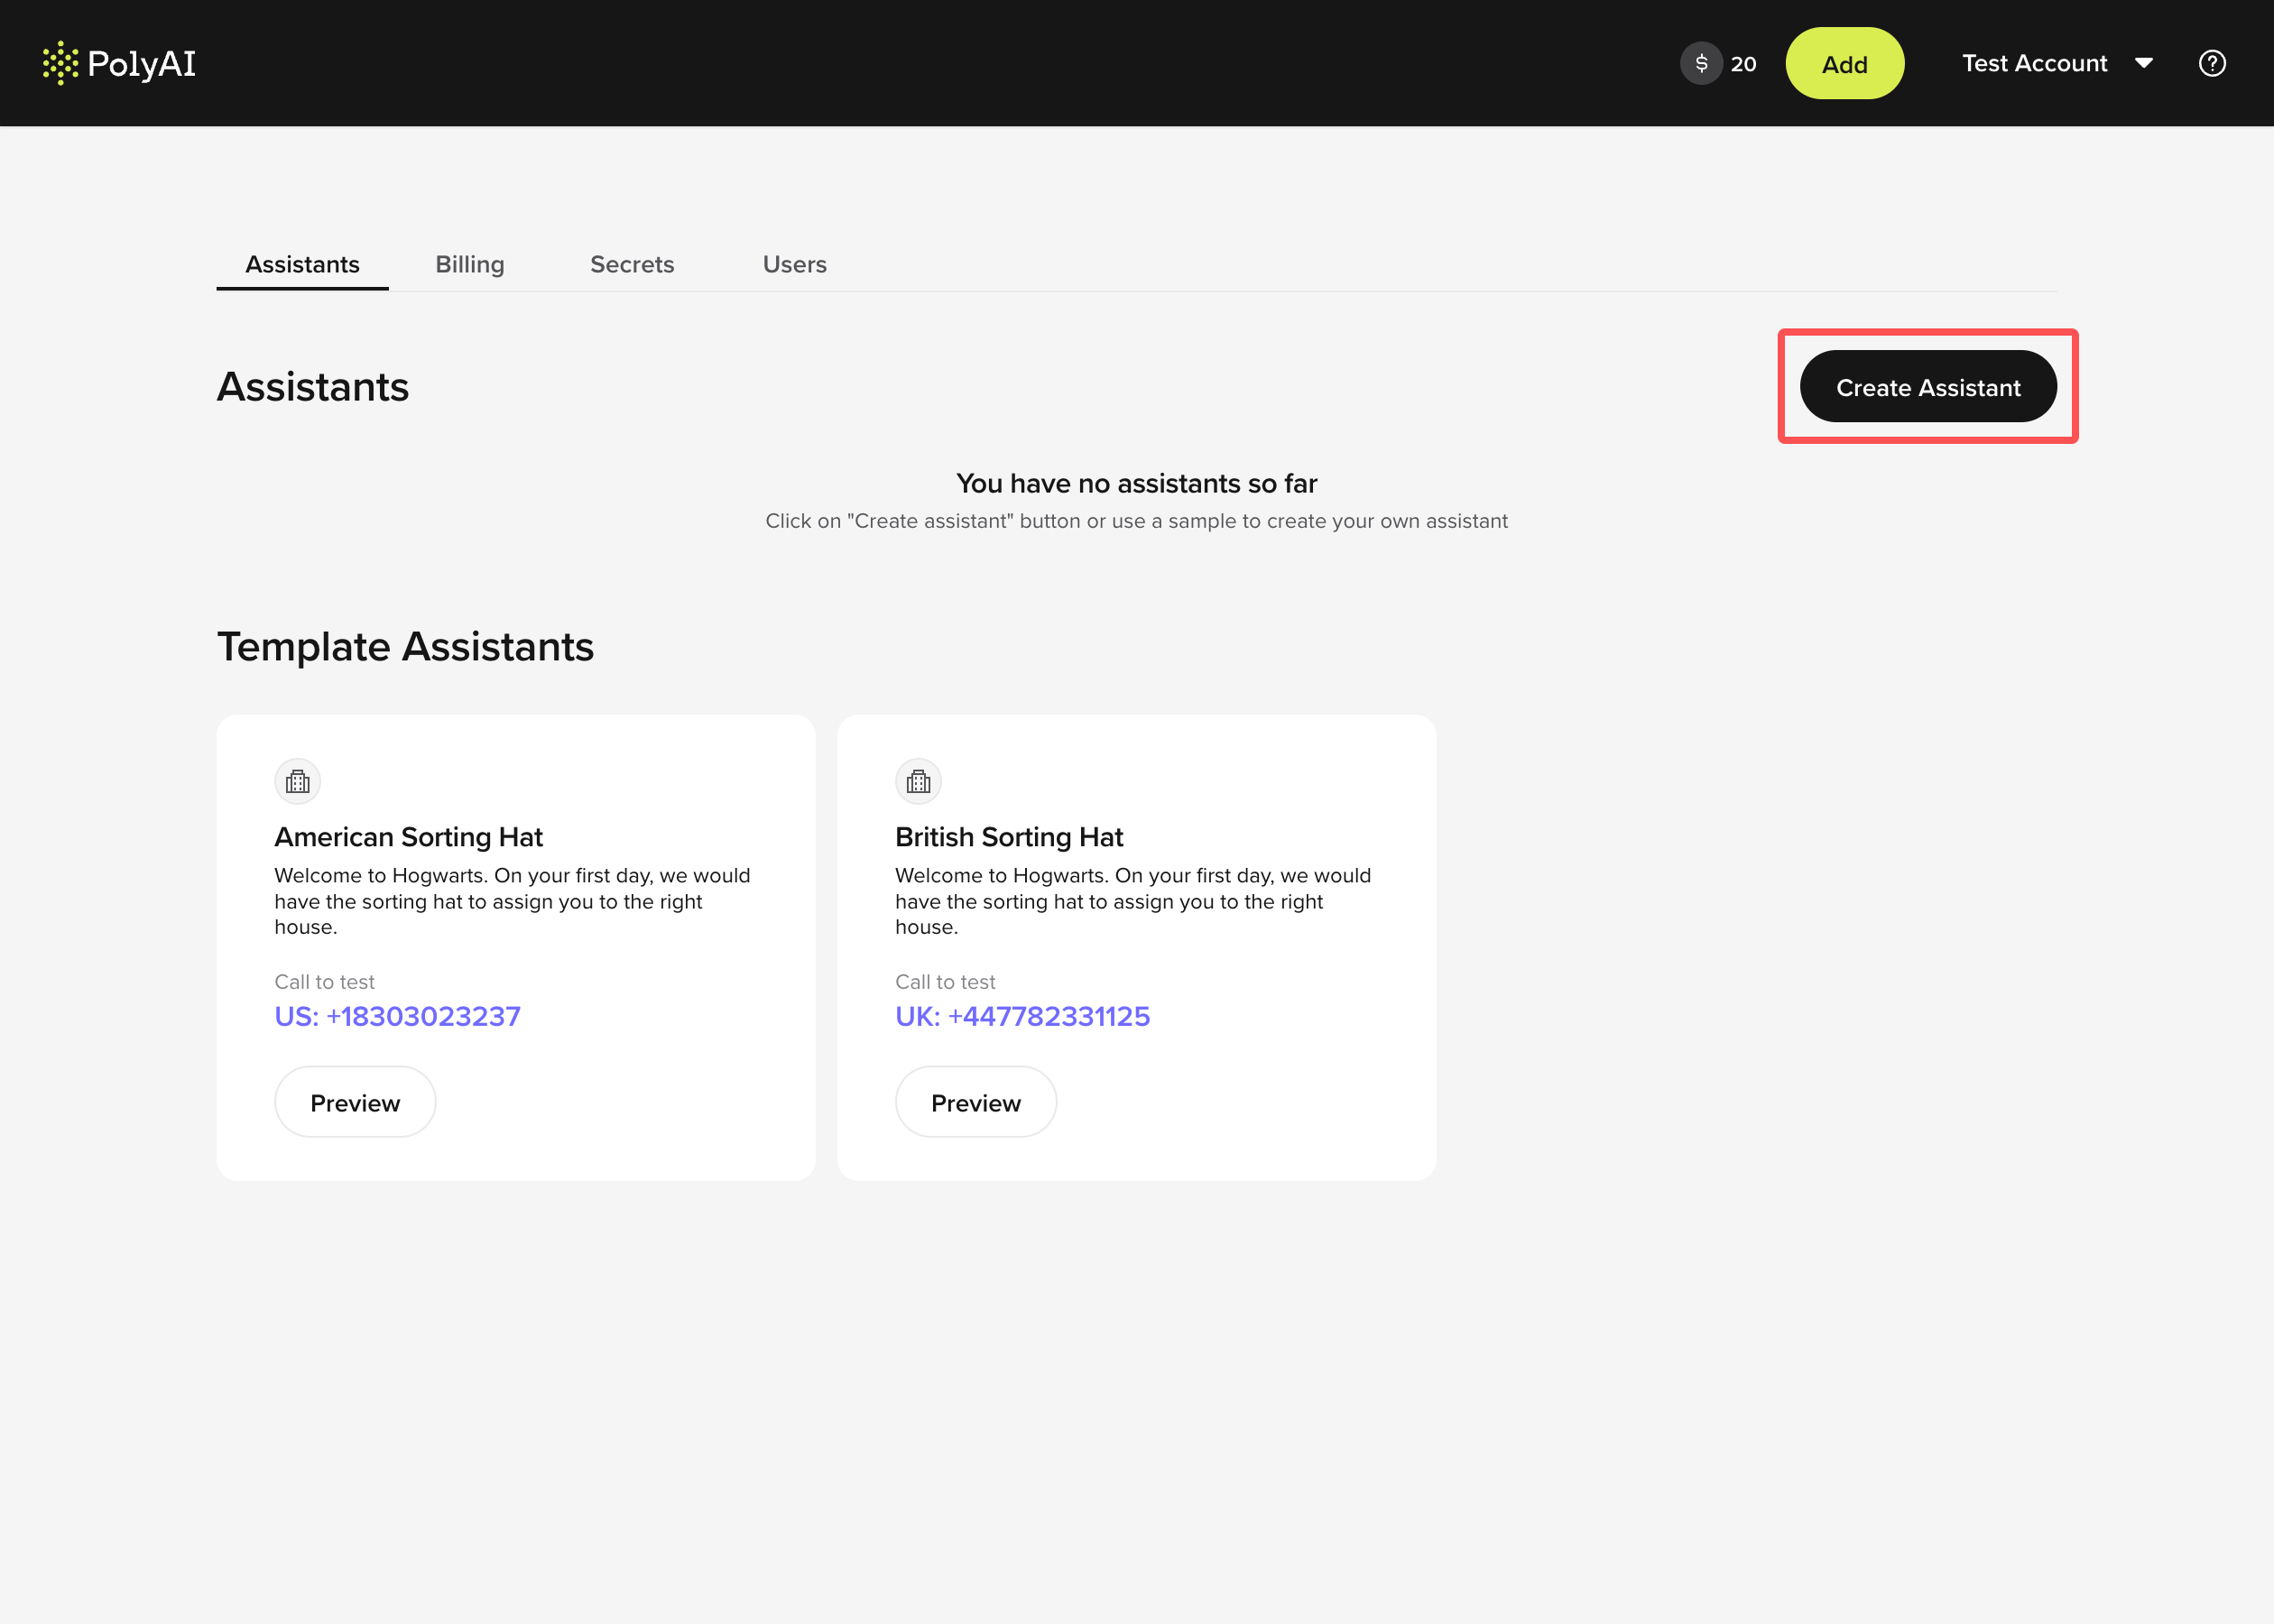 PolyAI
$ 20
Add
Test Account
?
Assistants
Billing
Secrets
Users
Assistants
Create Assistant
You have no assistants so far
Click on "Create assistant" button or use a sample to create your own assistant
Template Assistants
American Sorting Hat
Welcome to Hogwarts. On your first day, we would
have the sorting hat to assign you to the right
house.
Call to test
US: +18303023237
Preview
British Sorting Hat
Welcome to Hogwarts. On your first day, we would
have the sorting hat to assign you to the right
house.
Call to test
UK: +447782331125
Preview